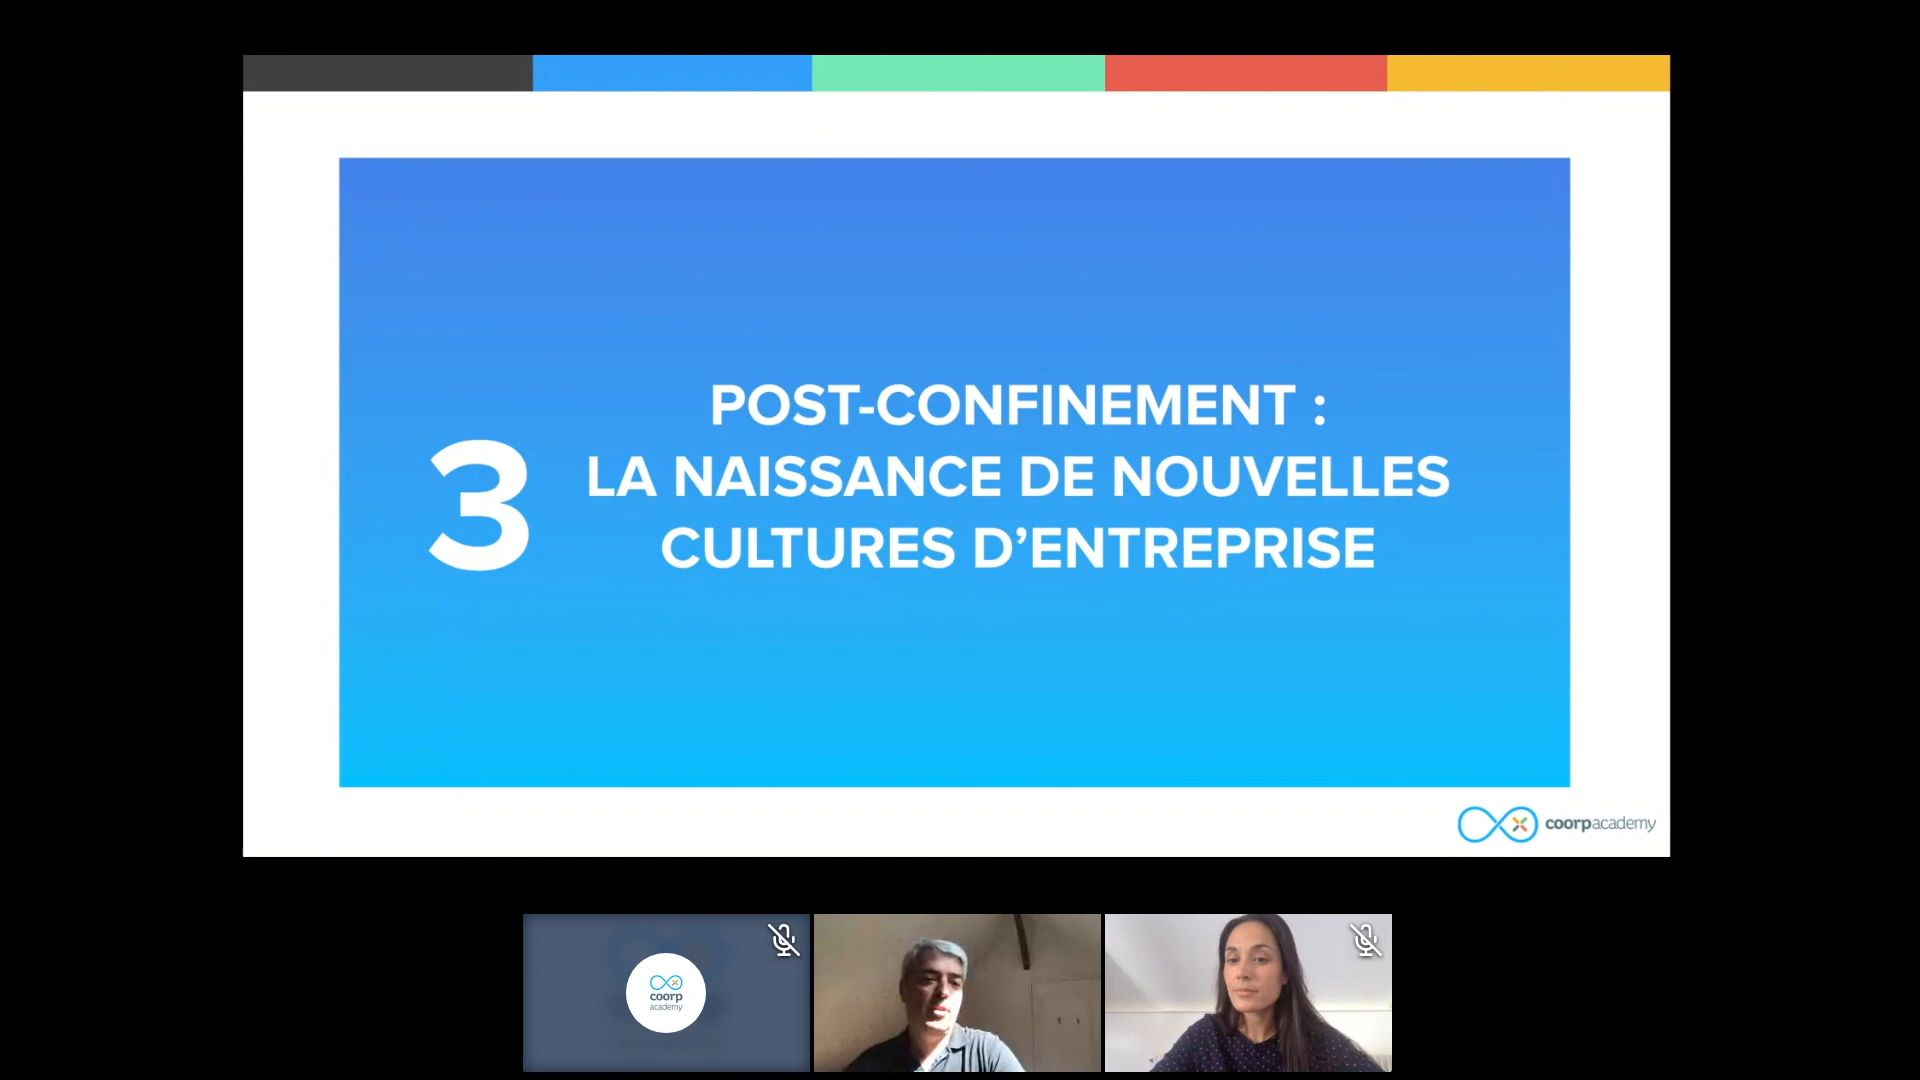 3
POST-CONFINEMENT :
LA NAISSANCE DE NOUVELLES
CULTURES D’ENTREPRISE
coorpacademy
coorp
academy